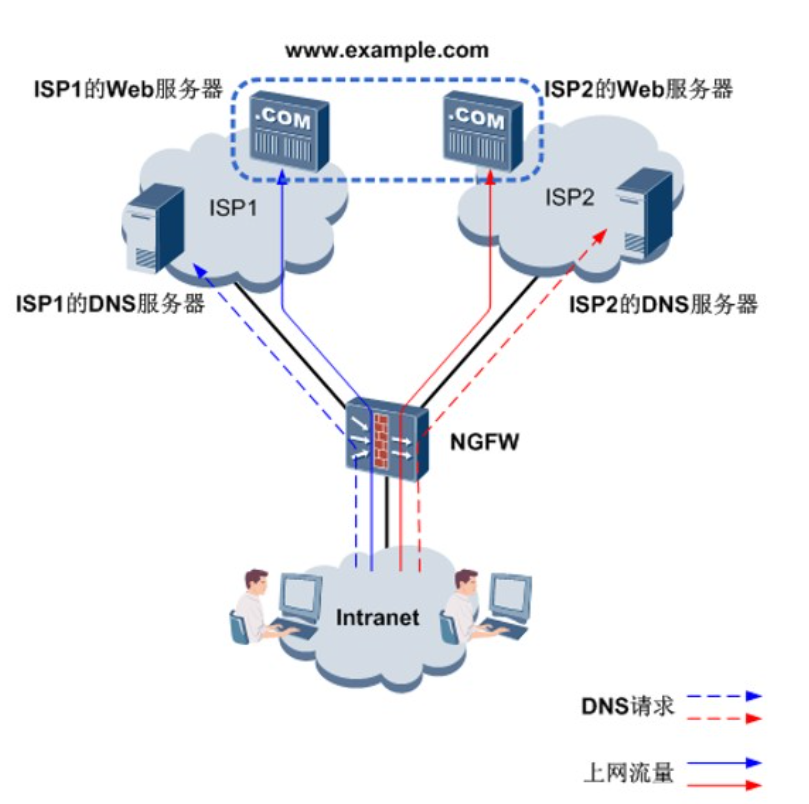 www.example.com
ISP1的Web服务器
ISP2的Web服务器
.COM
.COM
ISP1
ISP2
ISP1的DNS服务器
ISP2的DNS服务器
NGFW
Intranet
DNS请求
上网流量